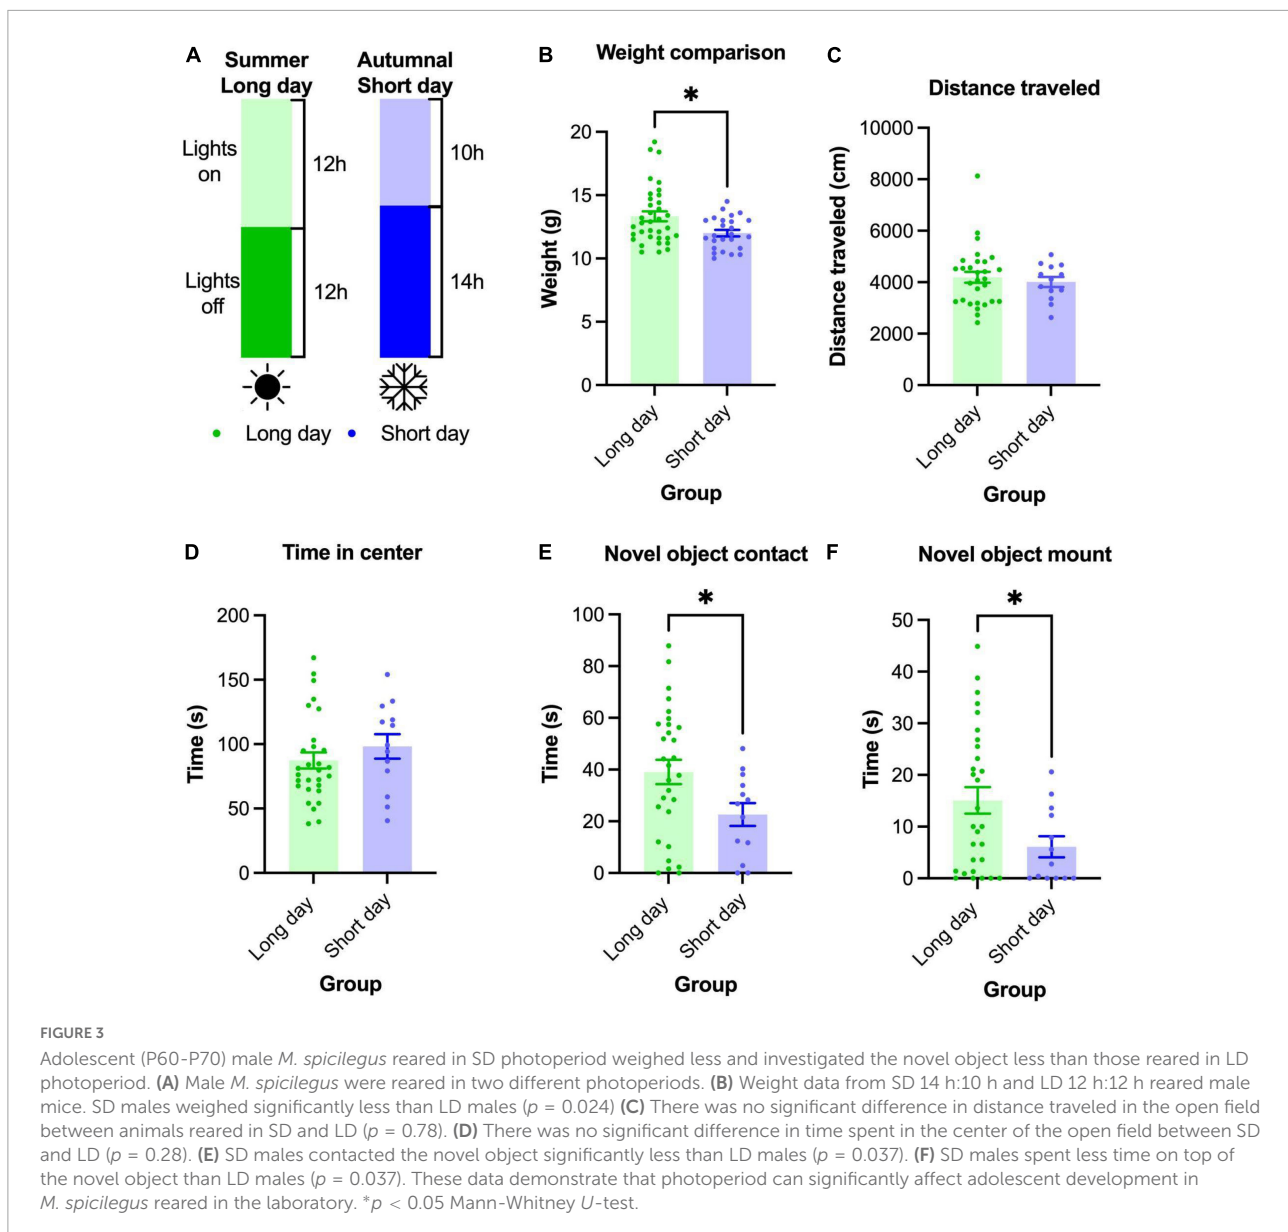 A
Summer
Long day
Autumnal
Short day
Lights
on
12h
10h
Lights
off
12h
14h
Long day
Short day
B
Weight comparison
*
20
15
10
5
0
Weight (g)
Long day
Short day
Group
C
Distance traveled
10000
8000
6000
4000
2000
0
Distance traveled (cm)
Long day
Short day
Group
D
Time in center
200
150
100
50
0
Time (s)
Long day
Short day
Group
E
Novel object contact
*
100
80
60
40
20
0
Time (s)
Long day
Short day
Group
F
Novel object mount
*
50
40
30
20
10
0
Time (s)
Long day
Short day
Group
FIGURE 3
Adolescent (P60-P70) male M. spicilegus reared in SD photoperiod weighed less and investigated the novel object less than those reared in LD
photoperiod. (A) Male M. spicilegus were reared in two different photoperiods. (B) Weight data from SD 14 h:10 h and LD 12 h:12 h reared male
mice. SD males weighed significantly less than LD males (p = 0.024) (C) There was no significant difference in distance traveled in the open field
between animals reared in SD and LD (p = 0.78). (D) There was no significant difference in time spent in the center of the open field between SD
and LD (p = 0.28). (E) SD males contacted the novel object significantly less than LD males (p = 0.037). (F) SD males spent less time on top of
the novel object than LD males (p = 0.037). These data demonstrate that photoperiod can significantly affect adolescent development in
M. spicilegus reared in the laboratory. *p < 0.05 Mann-Whitney U-test.